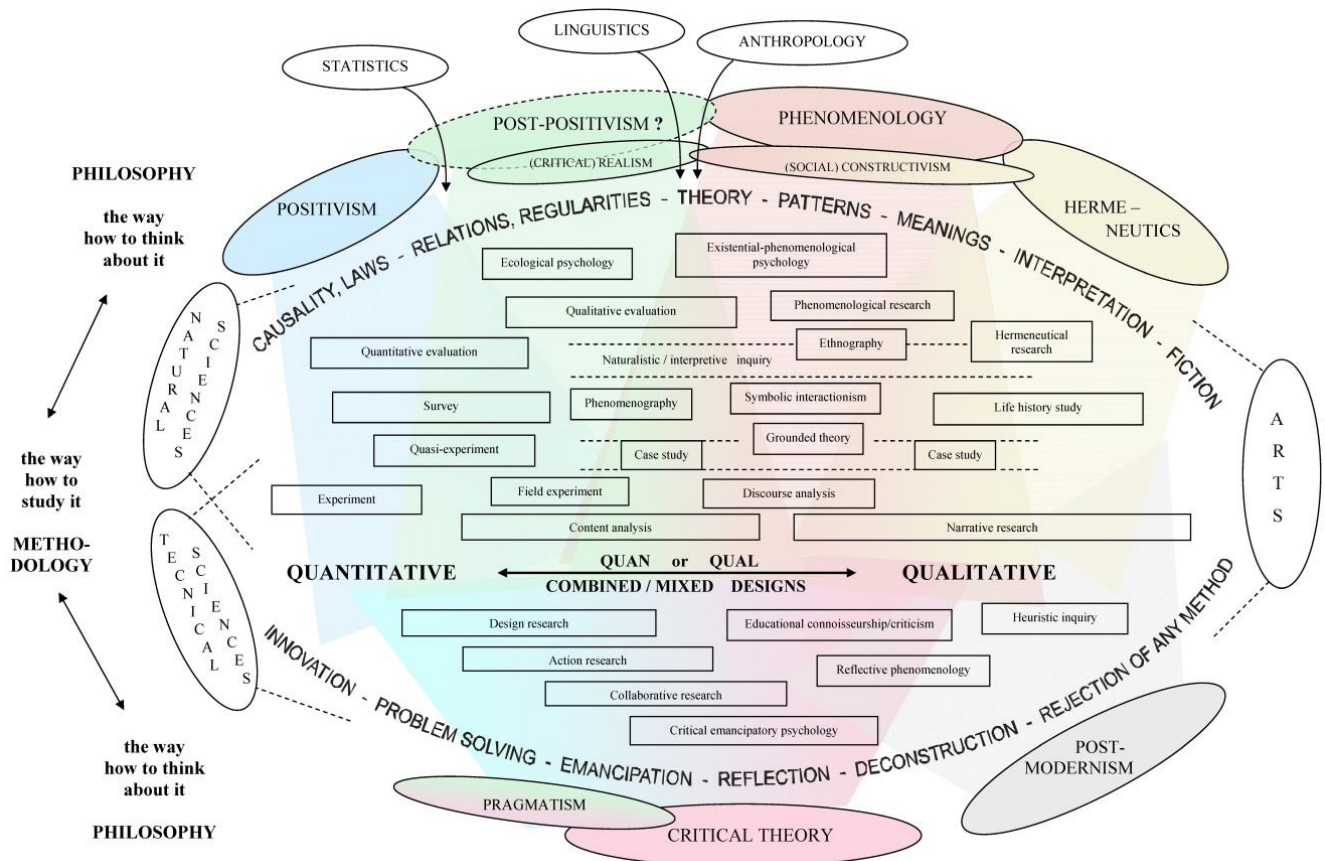 LINGUISTICS
ANTHROPOLOGY
STATISTICS
POST-POSITIVISM ?
PHENOMENOLOGY
(CRITICAL) REALISM
(SOCIAL) CONSTRUCTIVISM
POSITIVISM
HERME –
NEUTICS
PHILOSOPHY
the way
how to think
about it
CAUSALITY, LAWS - RELATIONS, REGULARITIES - THEORY - PATTERNS - MEANINGS - INTERPRETATION - FICTION
NATURAL
SCIENCES
Ecological psychology
Existential-phenomenological
psychology
Qualitative evaluation
Phenomenological research
Quantitative evaluation
Naturalistic / interpretive inquiry
Ethnography
Hermeneutical
research
Survey
Phenomenography
Symbolic interactionism
Life history study
Quasi-experiment
Case study
Grounded theory
Case study
Experiment
Field experiment
Discourse analysis
Content analysis
Narrative research
ARTS
the way
how to
study it
METHO-
DOLOGY
TECNICAL
SCIENCES
QUANTITATIVE
QUAN or QUAL
COMBINED / MIXED DESIGNS
QUALITATIVE
Design research
Educational connoisseurship/criticism
Heuristic inquiry
Action research
Reflective phenomenology
Collaborative research
Critical emancipatory psychology
INNOVATION - PROBLEM SOLVING - EMANCIPATION - REFLECTION - DECONSTRUCTION - REJECTION OF ANY METHOD
the way
how to think
about it
PHILOSOPHY
PRAGMATISM
CRITICAL THEORY
POST-
MODERNISM